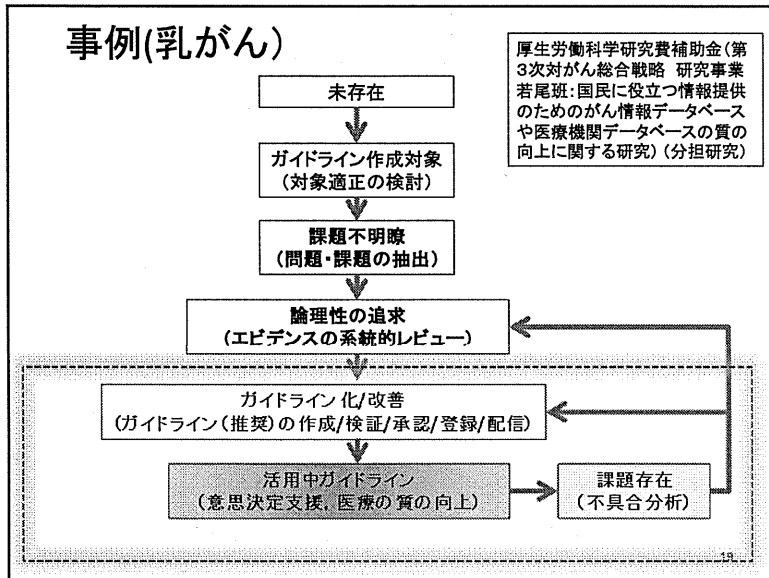 事例(乳がん)
厚生労働科学研究費補助金(第
3次対がん総合戦略 研究事業
若尾班:国民に役立つ情報提供
のためのがん情報データベース
や医療機関データベースの質の
向上に関する研究)(分担研究)
未存在
ガイドライン作成対象
(対象適正の検討)
課題不明瞭
(問題・課題の抽出)
論理性の追求
(エビデンスの系統的レビュー)
ガイドライン化/改善
(ガイドライン(推奨)の作成/検証/承認/登録/配信)
活用中ガイドライン
(意思決定支援、医療の質の向上)
課題存在
(不具合分析)
19